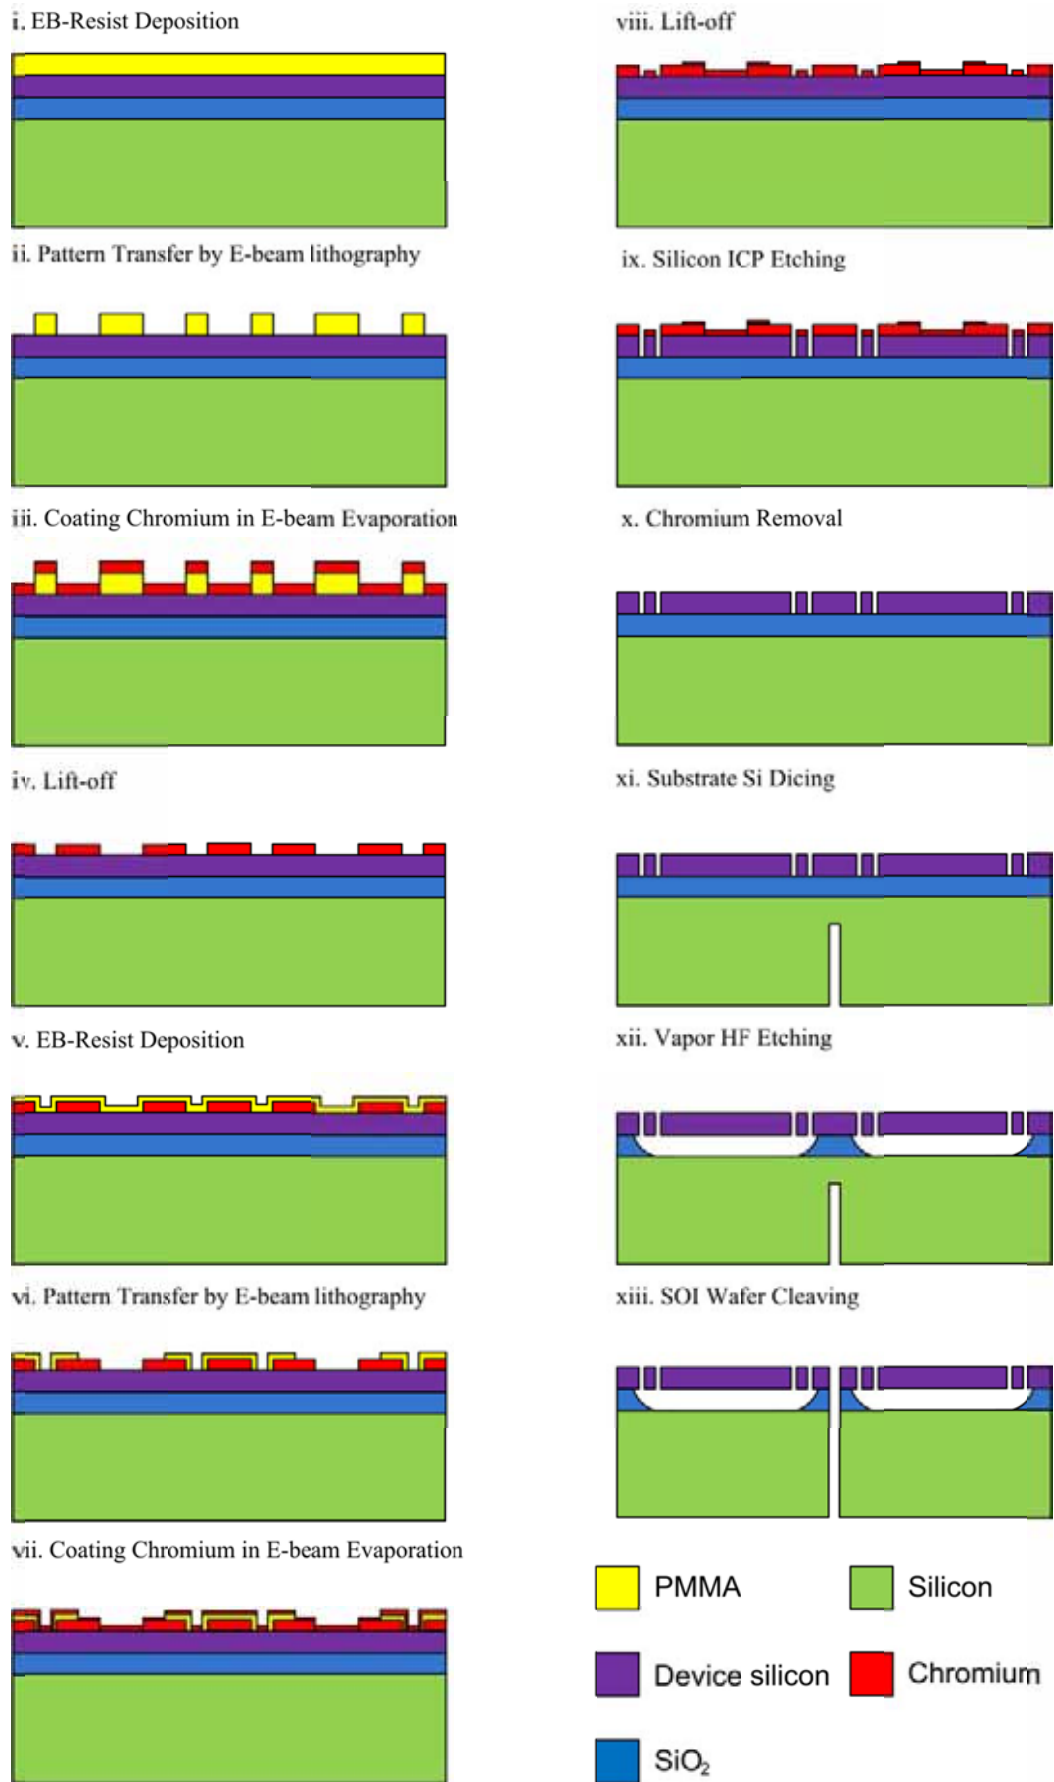 i. EB-Resist Deposition
ii. Pattern Transfer by E-beam lithography
iii. Coating Chromium in E-beam Evaporation
iv. Lift-off
v. EB-Resist Deposition
vi. Pattern Transfer by E-beam lithography
vii. Coating Chromium in E-beam Evaporation
viii. Lift-off
ix. Silicon ICP Etching
x. Chromium Removal
xi. Substrate Si Dicing
xii. Vapor HF Etching
xiii. SOI Wafer Cleaving
PMMA
Silicon
Device silicon
Chromium
SiO₂